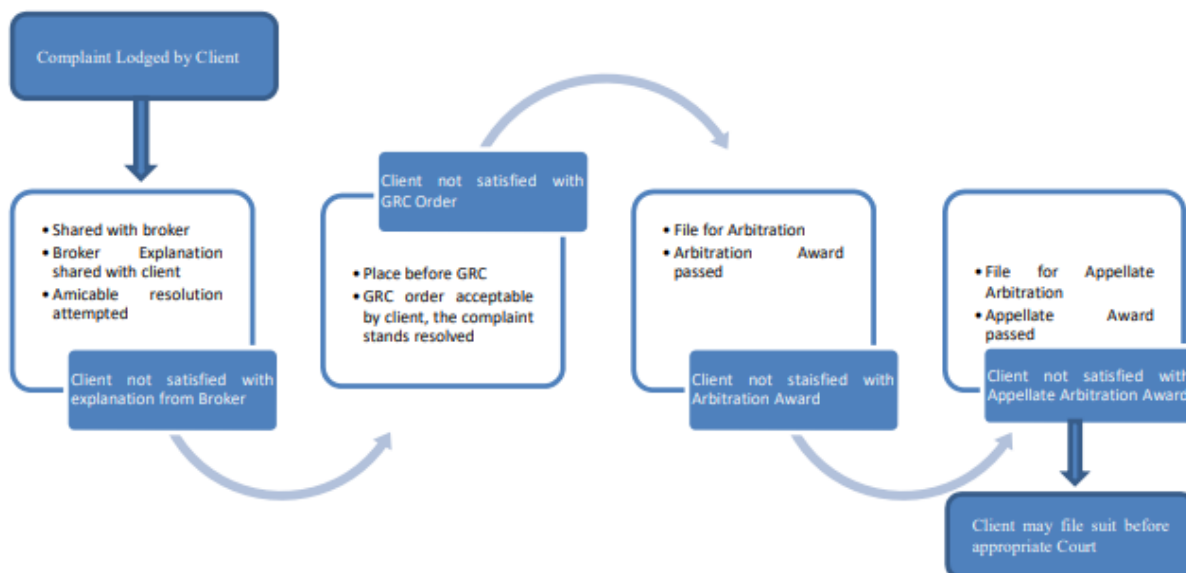 Complaint Lodged by Client
• Shared with broker
• Broker Explanation
shared with client
• Amicable resolution
attempted
Client not satisfied with
explanation from Broker
Client not satisfied with
GRC Order
• Place before GRC
• GRC order acceptable
by client, the complaint
stands resolved
• File for Arbitration
• Arbitration Award
passed
Client not staisfied with
Arbitration Award
• File for Appellate
Arbitration
• Appellate Award
passed
Client not satisfied with
Appellate Arbitration Award
Client may file suit before
appropriate Court